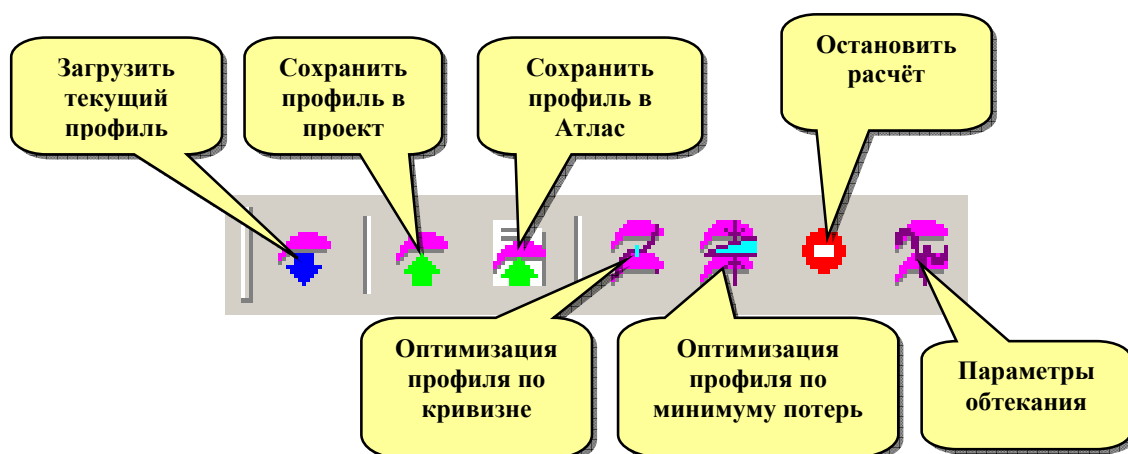 Загрузить
текущий
профиль
Сохранить
профиль в
проект
Сохранить
профиль в
Атлас
Остановить
расчёт
Оптимизация
профиля по
кривизне
Оптимизация
профиля по
минимуму потерь
Параметры
обтекания